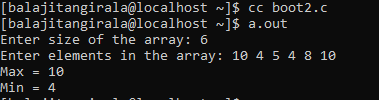 [balajitangirala@localhost ~]$ cc boot2.c
[balajitangirala@localhost ~]$ a.out
Enter size of the array: 6
Enter elements in the array: 10 4 5 4 8 10
Max = 10
Min = 4